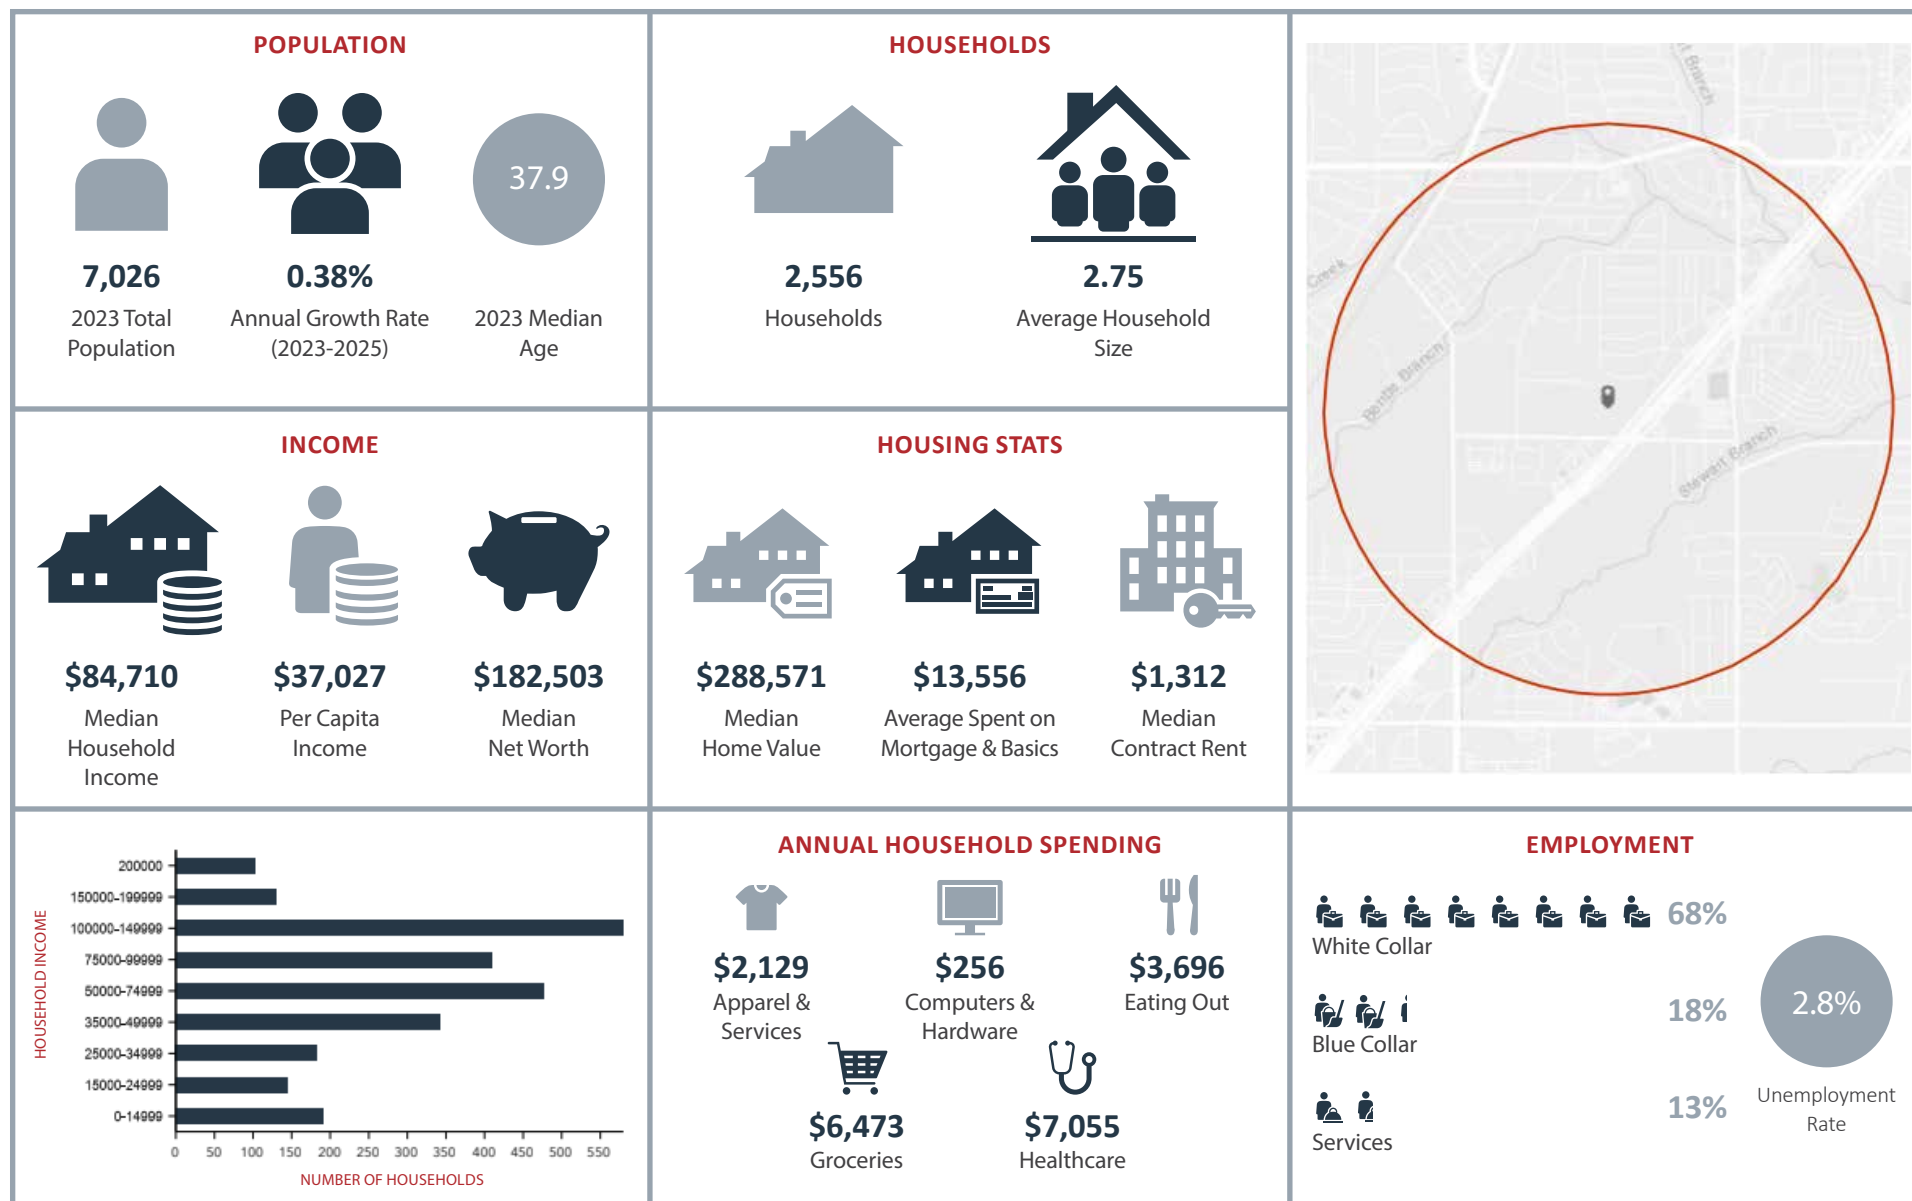 POPULATION
37.9
7,026
2023 Total
Population
0.38%
Annual Growth Rate
(2023-2025)
2023 Median
Age
HOUSEHOLDS
2,556
Households
2.75
Average Household
Size
Branch
Creek
Bentle Branch
Stewart Branch
INCOME
$84,710
Median
Household
Income
$37,027
Per Capita
Income
$182,503
Median
Net Worth
HOUSING STATS
$288,571
Median
Home Value
$13,556
Average Spent on
Mortgage & Basics
$1,312
Median
Contract Rent
HOUSEHOLD INCOME
200000
150000-199999
100000-149999
75000-99999
50000-74999
35000-49999
25000-34999
15000-24999
0-14999
0 50 100 150 200 250 300 350 400 450 500 550
NUMBER OF HOUSEHOLDS
ANNUAL HOUSEHOLD SPENDING
$2,129
Apparel &
Services
$256
Computers &
Hardware
$3,696
Eating Out
$6,473
Groceries
$7,055
Healthcare
EMPLOYMENT
68%
White Collar
18%
Blue Collar
13%
Services
2.8%
Unemployment
Rate